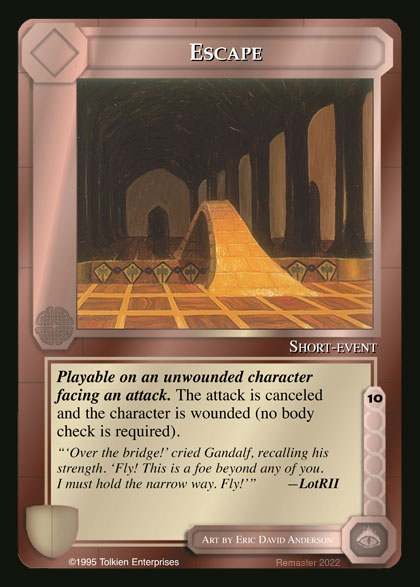 Escape
Short-event
Playable on an unwounded character
facing an attack. The attack is canceled
and the character is wounded (no body
check is required).
“‘Over the bridge!’ cried Gandalf, recalling his
strength. ‘Fly! This is a foe beyond any of you.
I must hold the narrow way. Fly!’” —LotRII
10
Art by Eric David Anderson
©1995 Tolkien Enterprises
Remaster 2022